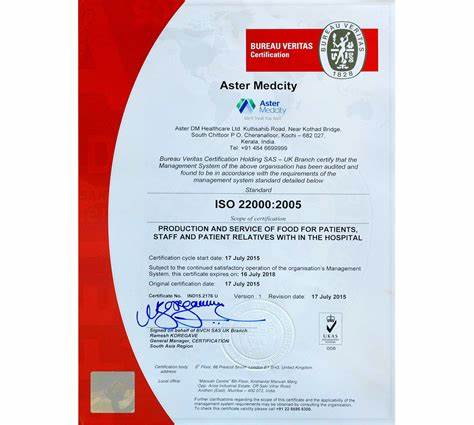 BUREAU VERITAS
Certification
BUREAU VERITAS
1828
Aster Medcity
Aster
Medcity
We'll Treat You Well
Aster DM Healthcare Ltd. Kuttisahib Road, Near Kothad Bridge,
South Chittoor P O, Cheranalloor, Kochi – 682 027,
Kerala, India
Tel: +91 484 6699999
Bureau Veritas Certification Holding SAS – UK Branch certify that the
Management System of the above organisation has been audited and
found to be in accordance with the requirements of the
management system standard detailed below
Standard
ISO 22000:2005
Scope of certification
PRODUCTION AND SERVICE OF FOOD FOR PATIENTS,
STAFF AND PATIENT RELATIVES WITH IN THE HOSPITAL
Certification cycle start date: 17 July 2015
Subject to the continued satisfactory operation of the organisation's Management
System, this certificate expires on: 16 July 2018
Original certification date: 17 July 2015
Certificate No. IND15.2176 U Version : 1 Revision date: 17 July 2015
Signed on behalf of BVCH SAS UK Branch
Ramesh KOREGAVE
General Manager, CERTIFICATION
South Asia Region
UKAS
008
Certification body
address
5th Floor, 66 Prescot Street, London E1 8HG, United Kingdom
Local office:
"Marwah Centre" 6th Floor, Krishanlal Marwah Marg,
Opp. Ansa Industrial Estate, Off Saki Vihar Road,
Andheri (East), Mumbai – 400 072, India
Further clarifications regarding the scope of this certificate and the applicability of the
management system requirements may be obtained by consulting the organisation.
To check this certificate validity please call +91 22 6695 6300.